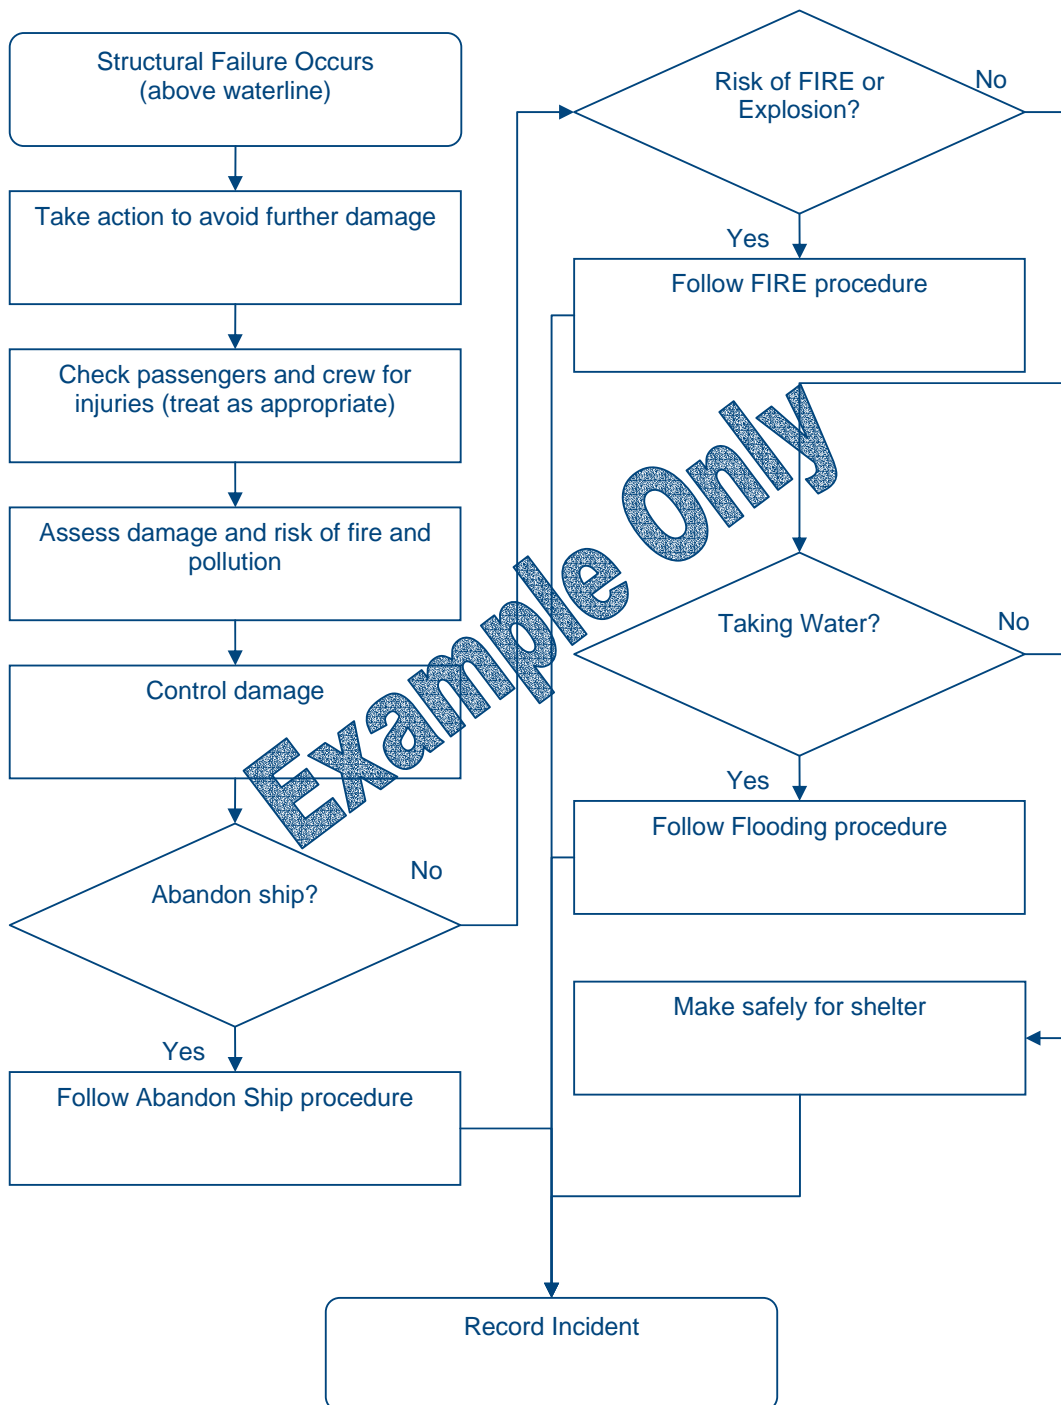 Structural Failure Occurs
(above waterline)
Take action to avoid further damage
Check passengers and crew for
injuries (treat as appropriate)
Assess damage and risk of fire and
pollution
Control damage
Abandon ship?
No
Yes
Follow Abandon Ship procedure
Risk of FIRE or
Explosion?
No
Yes
Follow FIRE procedure
Taking Water?
No
Yes
Follow Flooding procedure
Make safely for shelter
Record Incident
Example Only